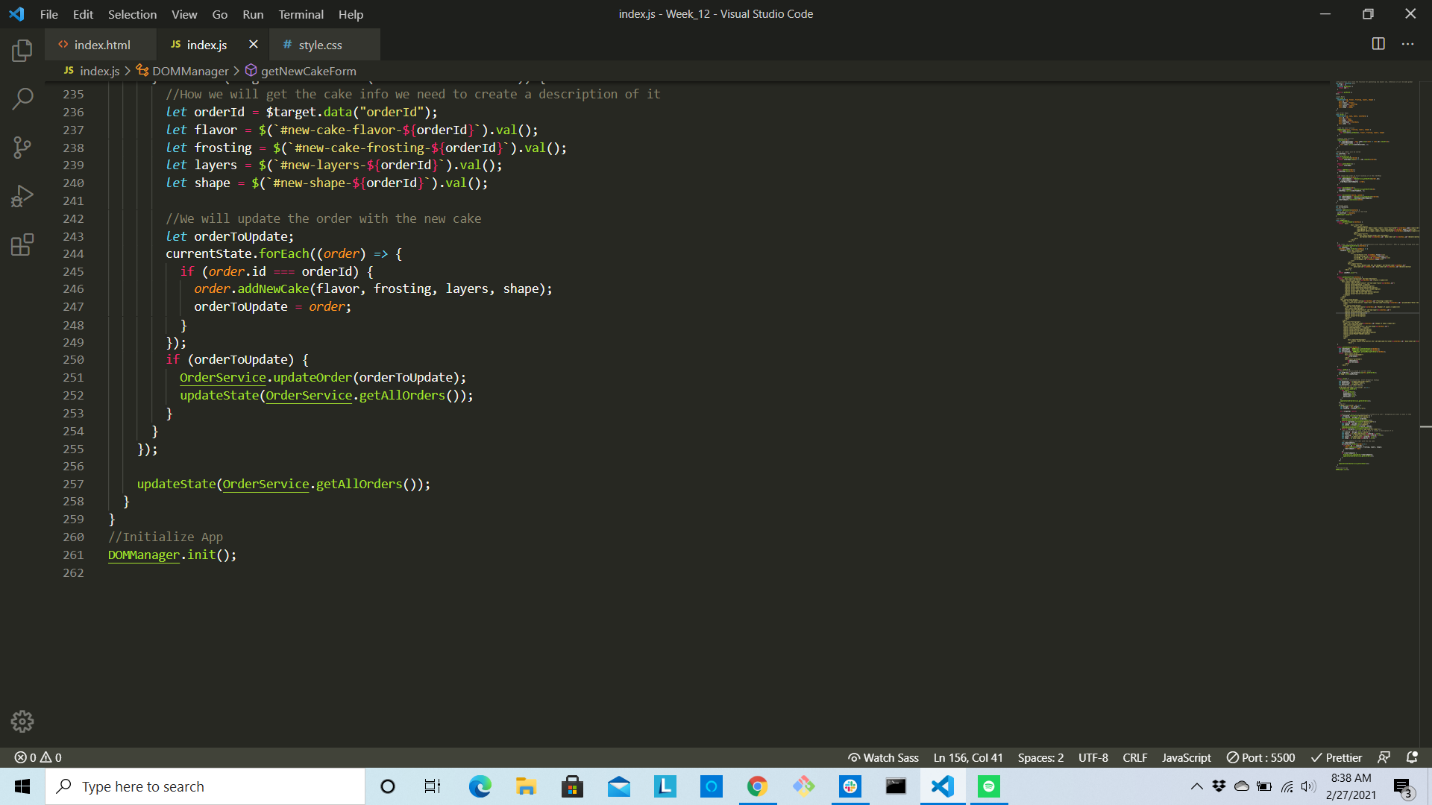 File Edit Selection View Go Run Terminal Help index.js - Week_12 - Visual Studio Code
index.html JS index.js # style.css
JS index.js > DOMManager > getNewCakeForm
235 //How we will get the cake info we need to create a description of it
236 let orderId = $target.data("orderId");
237 let flavor = $(`#new-cake-flavor-${orderId}`).val();
238 let frosting = $(`#new-cake-frosting-${orderId}`).val();
239 let layers = $(`#new-layers-${orderId}`).val();
240 let shape = $(`#new-shape-${orderId}`).val();
241
242 //We will update the order with the new cake
243 let orderToUpdate;
244 currentState.forEach((order) => {
245 if (order.id === orderId) {
246 order.addNewCake(flavor, frosting, layers, shape);
247 orderToUpdate = order;
248 }
249 });
250 if (orderToUpdate) {
251 OrderService.updateOrder(orderToUpdate);
252 updateState(OrderService.getAllOrders());
253 }
254 }
255 });
256
257 updateState(OrderService.getAllOrders());
258 }
259 }
260 //Initialize App
261 DOMManager.init();
262
0 0 Watch Sass Ln 156, Col 41 Spaces: 2 UTF-8 CRLF JavaScript Port : 5500 Prettier
Type here to search
8:38 AM
2/27/2021
3